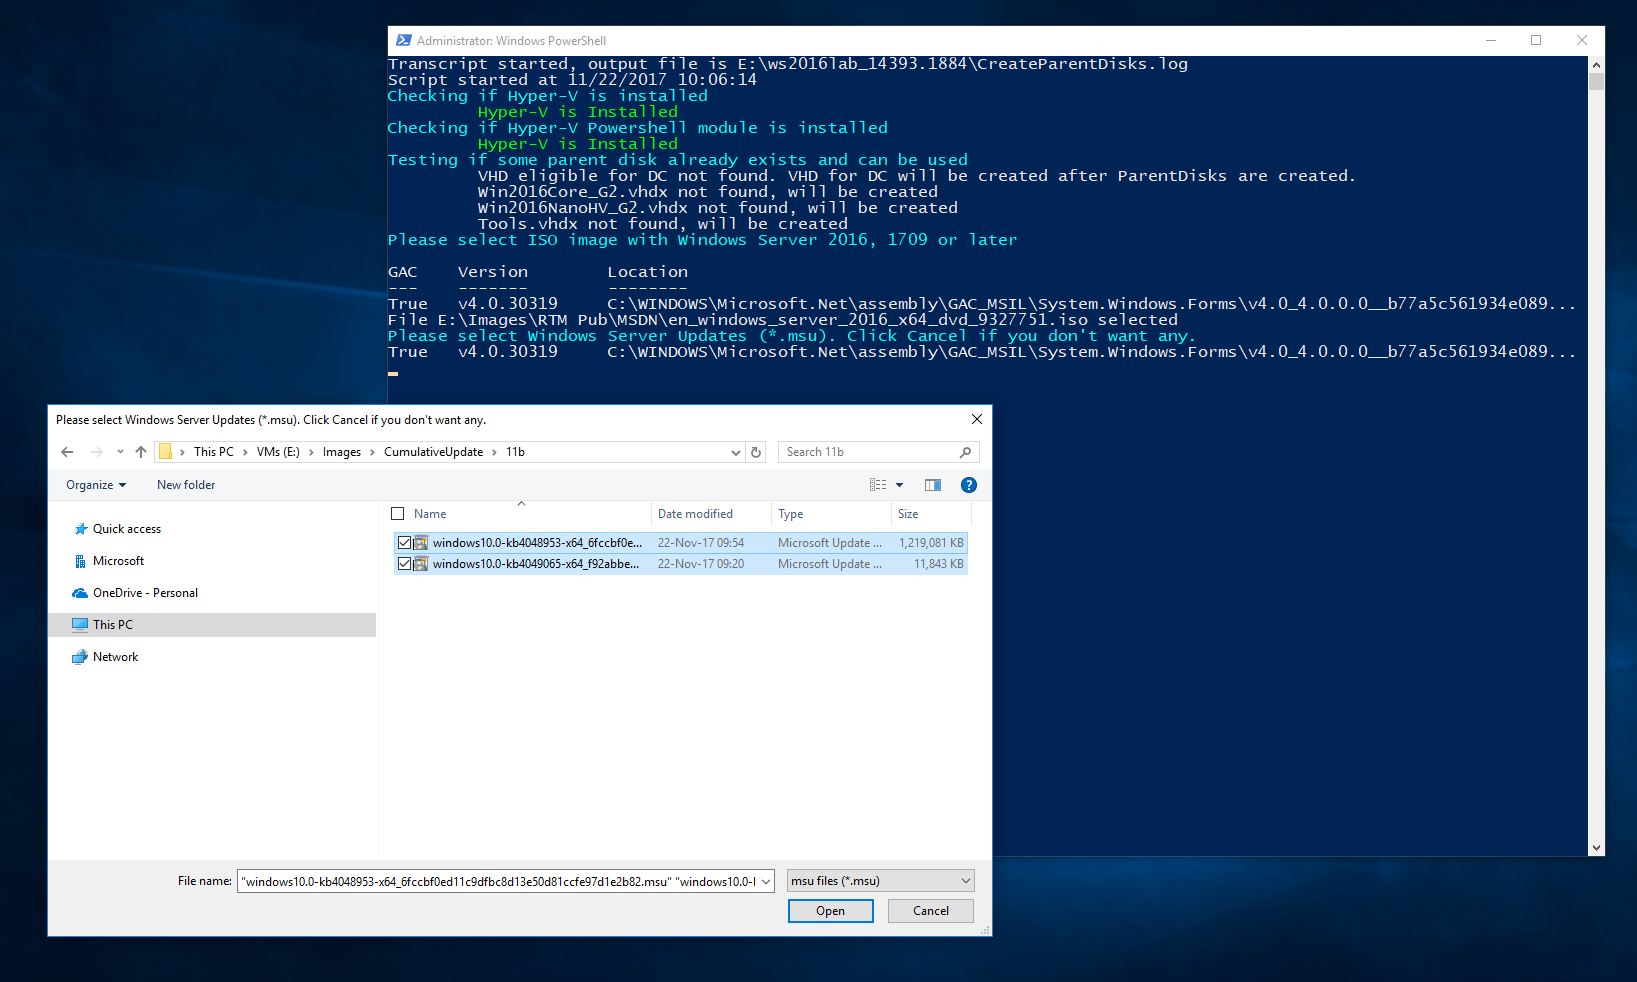 Administrator: Windows PowerShell
Transcript started, output file is E:\ws2016lab_14393.1884\CreateParentDisks.log
Script started at 11/22/2017 10:06:14
Checking if Hyper-V is installed
Hyper-V is Installed
Checking if Hyper-V Powershell module is installed
Hyper-V is Installed
Testing if some parent disk already exists and can be used
VHD eligible for DC not found. VHD for DC will be created after ParentDisks are created.
Win2016Core_G2.vhdx not found, will be created
Win2016NanoHV_G2.vhdx not found, will be created
Tools.vhdx not found, will be created
Please select ISO image with Windows Server 2016, 1709 or later
GAC Version Location
--- ------- --------
True v4.0.30319 C:\WINDOWS\Microsoft.Net\assembly\GAC_MSIL\System.Windows.Forms\v4.0_4.0.0.0__b77a5c561934e089...
File E:\Images\RTM Pub\MSDN\en_windows_server_2016_x64_dvd_9327751.iso selected
Please select Windows Server Updates (*.msu). Click Cancel if you don't want any.
True v4.0.30319 C:\WINDOWS\Microsoft.Net\assembly\GAC_MSIL\System.Windows.Forms\v4.0_4.0.0.0__b77a5c561934e089...
Please select Windows Server Updates (*.msu). Click Cancel if you don't want any.
This PC > VMs (E:) > Images > CumulativeUpdate > 11b
Search 11b
Organize New folder
Name Date modified Type Size
windows10.0-kb4048953-x64_6fccbf0e... 22-Nov-17 09:54 Microsoft Update ... 1,219,081 KB
windows10.0-kb4049065-x64_f92abbe... 22-Nov-17 09:20 Microsoft Update ... 11,843 KB
Quick access
Microsoft
OneDrive - Personal
This PC
Network
File name: "windows10.0-kb4048953-x64_6fccbf0ed11c9dfbc8d13e50d81ccfe97d1e2b82.msu" "windows10.0-l
msu files (*.msu)
Open Cancel